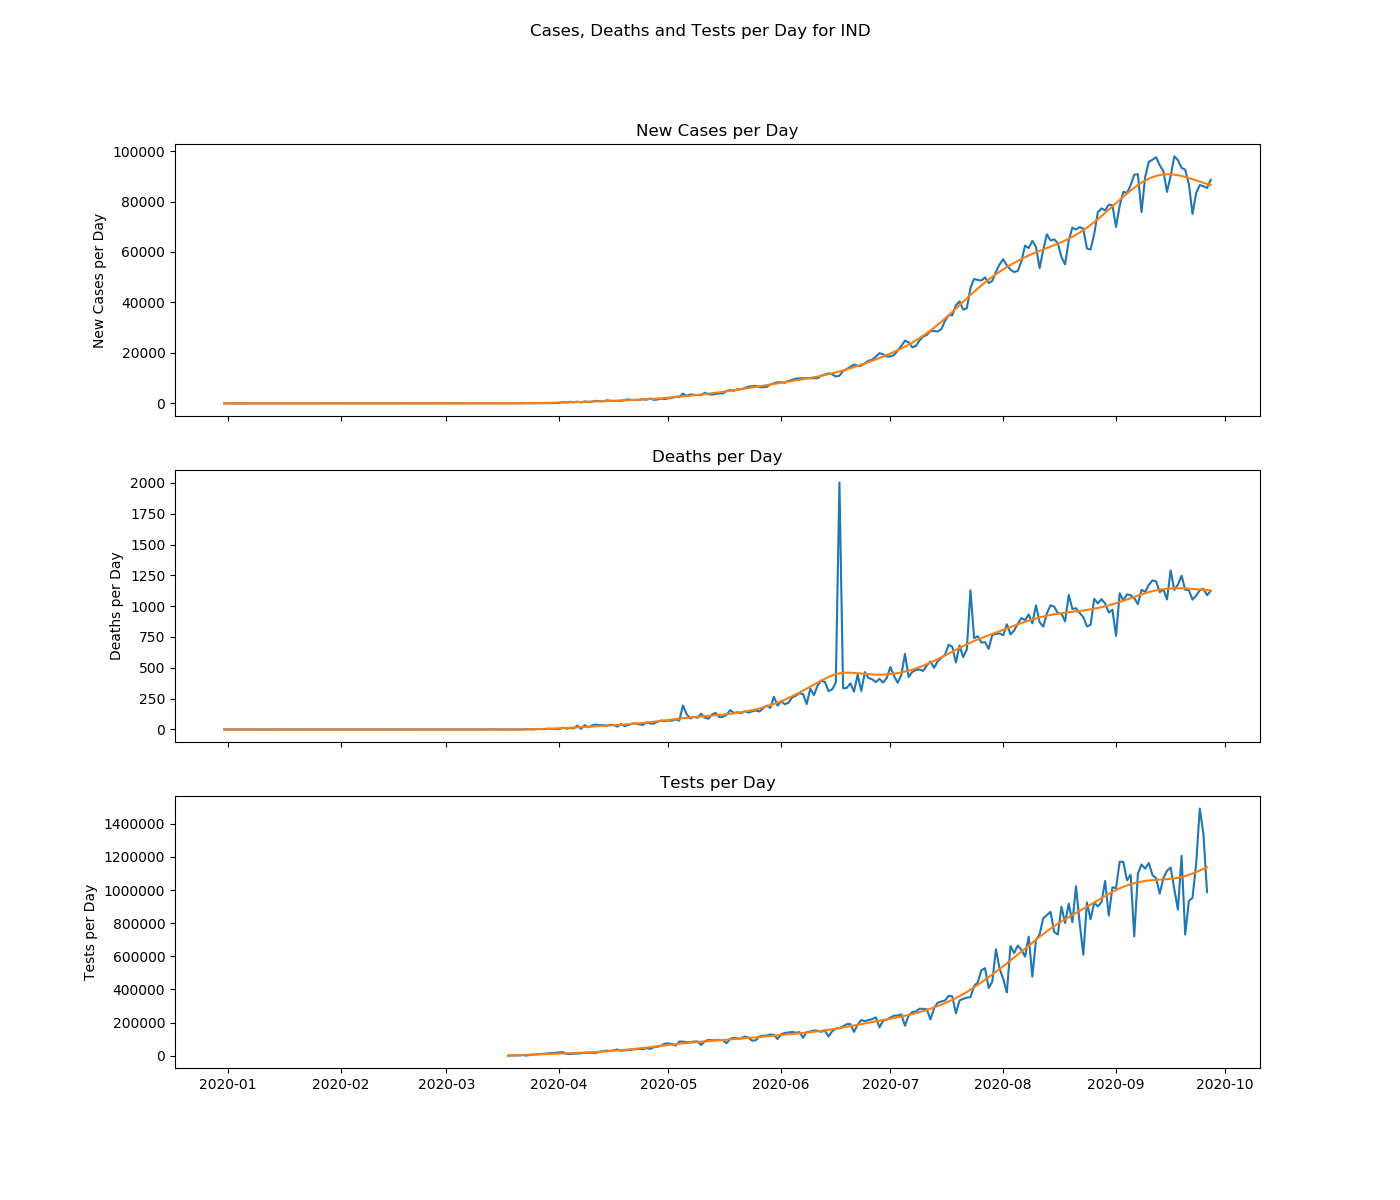 Cases, Deaths and Tests per Day for IND
New Cases per Day
100000
80000
60000
40000
20000
0
New Cases per Day
Deaths per Day
2000
1750
1500
1250
1000
750
500
250
0
Deaths per Day
Tests per Day
1400000
1200000
1000000
800000
600000
400000
200000
0
Tests per Day
2020-01 2020-02 2020-03 2020-04 2020-05 2020-06 2020-07 2020-08 2020-09 2020-10